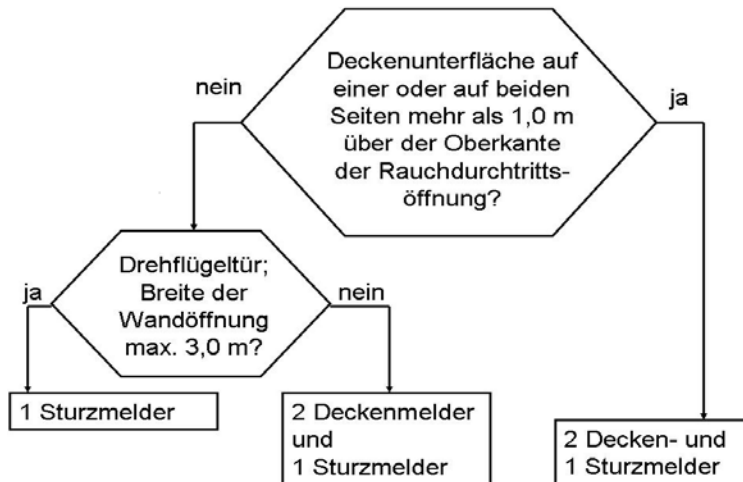 Deckenunterfläche auf
einer oder auf beiden
Seiten mehr als 1,0 m
über der Oberkante
der Rauchdurchtritts-
öffnung?
nein
ja
Drehflügeltür;
Breite der
Wandöffnung
max. 3,0 m?
ja
nein
1 Sturzmelder
2 Deckenmelder
und
1 Sturzmelder
2 Decken- und
1 Sturzmelder